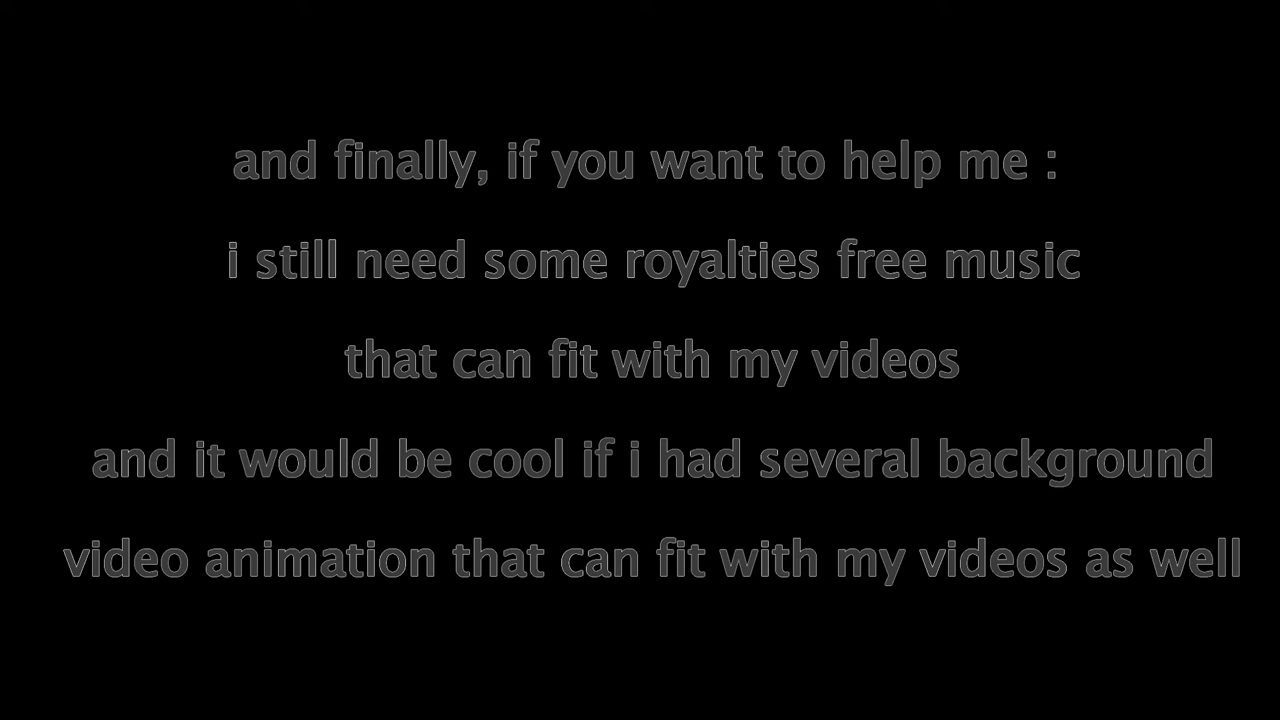 and finally, if you want to help me :
i still need some royalties free music
that can fit with my videos
and it would be cool if i had several background
video animation that can fit with my videos as well